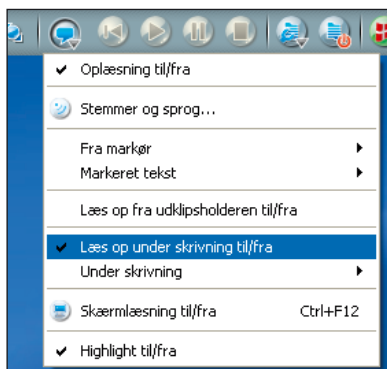 Oplæsning til/fra
Stemmer og sprog...
Fra markør
Markeret tekst
Læs op fra udklipsholderen til/fra
Læs op under skrivning til/fra
Under skrivning
Skærmlæsning til/fra Ctrl+F12
Highlight til/fra